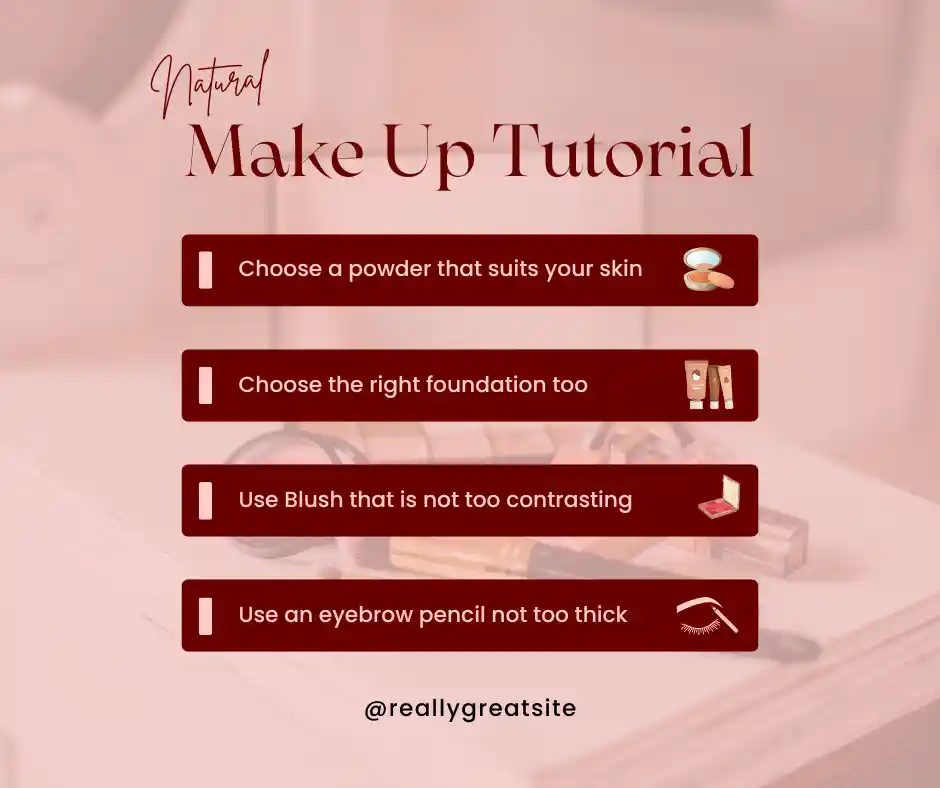 Natural
Make Up Tutorial
Choose a powder that suits your skin
Choose the right foundation too
Use Blush that is not too contrasting
Use an eyebrow pencil not too thick
@reallygreatsite